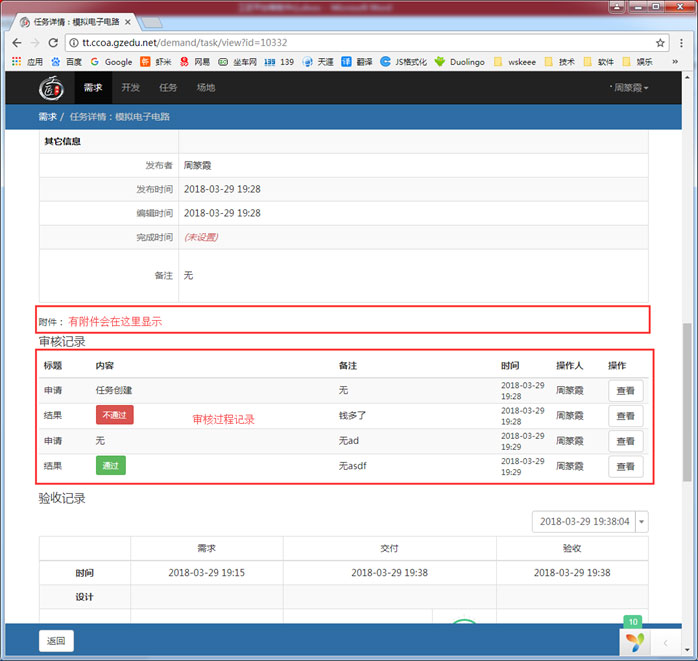 任务详情：模拟电子电路
tt.ccoa.gzedu.net/demand/task/view?id=10332
应用 百度 Google 虾米 网易 坐车网 139 139 天涯 译 翻译 JS格式化 Duolingo wskeee 技术 软件 娱乐 »
需求 开发 任务 场地 周蒙霞
需求 / 任务详情：模拟电子电路
其它信息
发布者 周蒙霞
发布时间 2018-03-29 19:28
编辑时间 2018-03-29 19:28
完成时间 (未设置)
备注 无
附件： 有附件会在这里显示
审核记录
标题 内容 备注 时间 操作人 操作
申请 任务创建 无 2018-03-29 19:28 周蒙霞 查看
结果 不通过 钱多了 2018-03-29 19:28 周蒙霞 查看
审核过程记录
申请 无 无ad 2018-03-29 19:29 周蒙霞 查看
结果 通过 无asdf 2018-03-29 19:29 周蒙霞 查看
验收记录
2018-03-29 19:38:04
需求 交付 验收
时间 2018-03-29 19:15 2018-03-29 19:38 2018-03-29 19:38
设计
返回
10